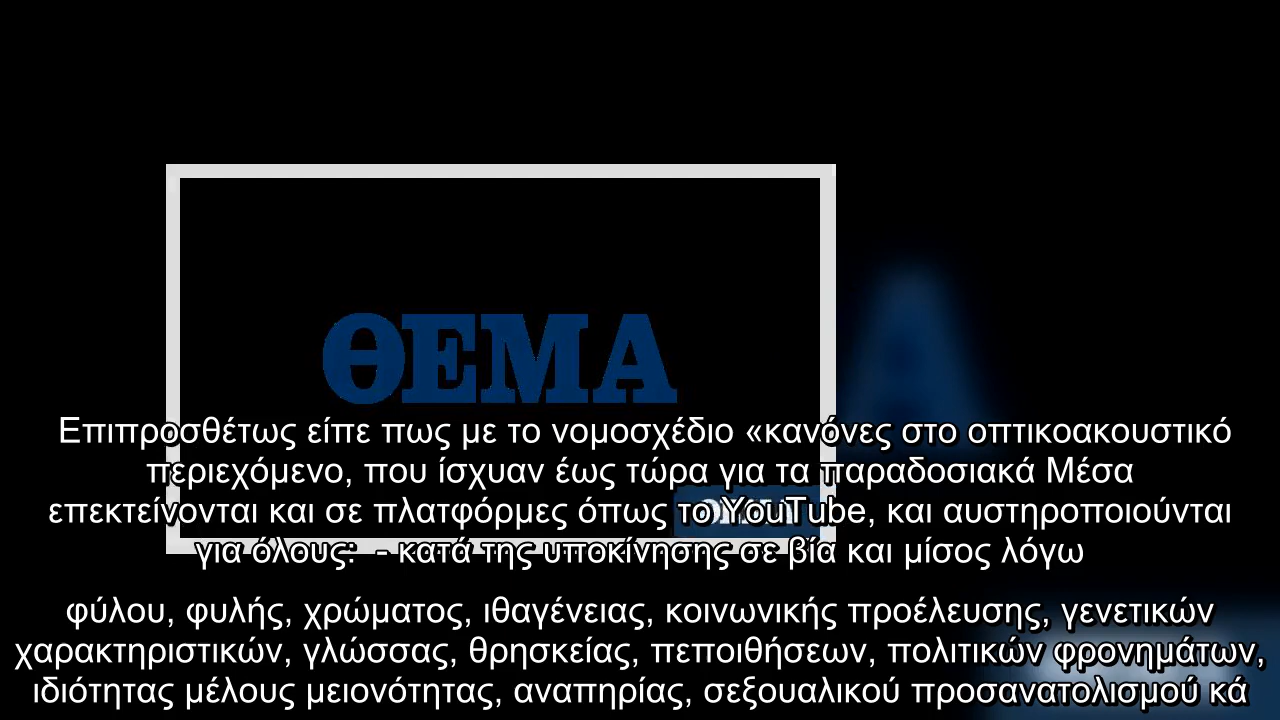 ΘΕΜΑ
Α
Επιπροσθέτως είπε πως με το νομοσχέδιο «κανόνες στο οπτικοακουστικό
περιεχόμενο, που ίσχυαν έως τώρα για τα παραδοσιακά Μέσα
επεκτείνονται και σε πλατφόρμες όπως το YouTube, και αυστηροποιούνται
για όλους: - κατά της υποκίνησης σε βία και μίσος λόγω
φύλου, φυλής, χρώματος, ιθαγένειας, κοινωνικής προέλευσης, γενετικών
χαρακτηριστικών, γλώσσας, θρησκείας, πεποιθήσεων, πολιτικών φρονημάτων,
ιδιότητας μέλους μειονότητας, αναπηρίας, σεξουαλικού προσανατολισμού κά